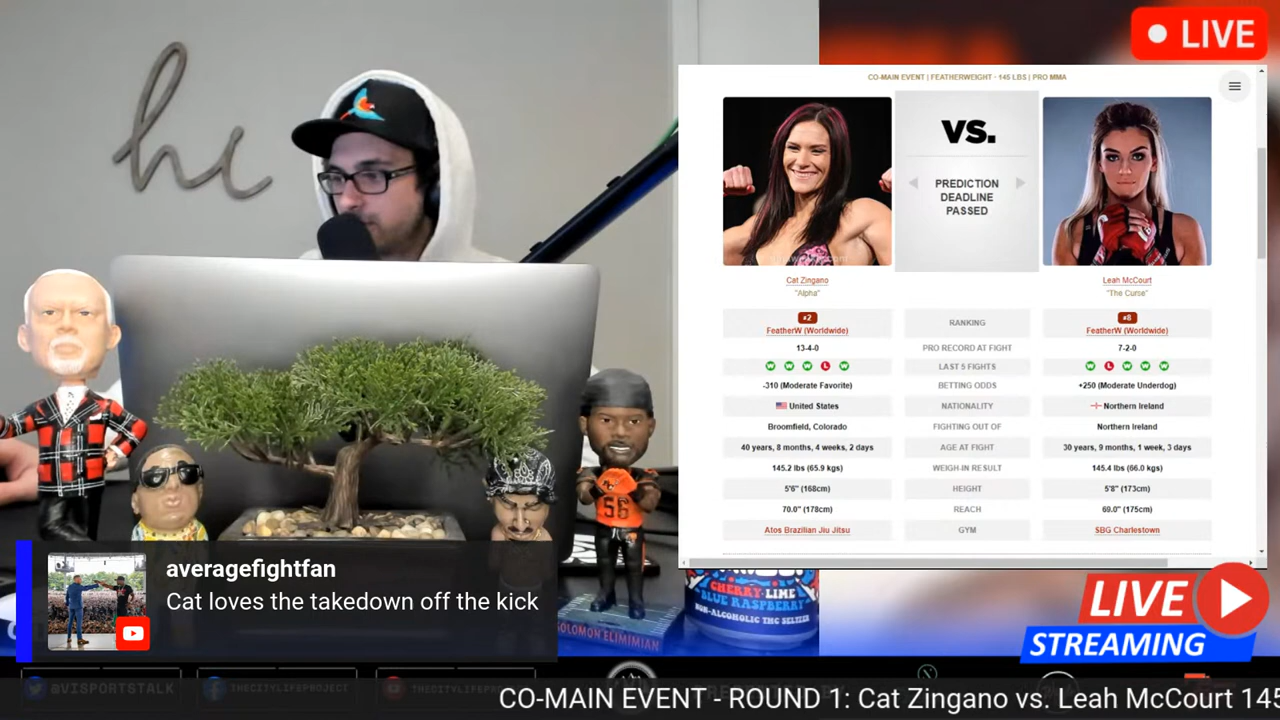 hi
LIVE
CO-MAIN EVENT | FEATHERWEIGHT · 145 LBS | PRO MMA
VS.
PREDICTION
DEADLINE
PASSED
Cat Zingano
"Alpha"
Leah McCourt
"The Curse"
#2
FeatherW (Worldwide)
RANKING
#8
FeatherW (Worldwide)
13-4-0
PRO RECORD AT FIGHT
7-2-0
W W W L W
LAST 5 FIGHTS
W L W W W
-310 (Moderate Favorite)
BETTING ODDS
+250 (Moderate Underdog)
United States
NATIONALITY
Northern Ireland
Broomfield, Colorado
FIGHTING OUT OF
Northern Ireland
40 years, 8 months, 4 weeks, 2 days
AGE AT FIGHT
30 years, 9 months, 1 week, 3 days
145.2 lbs (65.9 kgs)
WEIGH-IN RESULT
145.4 lbs (66.0 kgs)
5'6" (168cm)
HEIGHT
5'8" (173cm)
70.0" (178cm)
REACH
69.0" (175cm)
Atos Brazilian Jiu Jitsu
GYM
SBG Charlestown
56
averagefightfan
Cat loves the takedown off the kick
SOLOMON ELIMIMIAN
CHERRY-LIME
BLUE RASPBERRY
NON-ALCOHOLIC THC SELTZER
LIVE
STREAMING
@VISPORTSTALK
THECITYLIFEPROJECT
CO-MAIN EVENT - ROUND 1: Cat Zingano vs. Leah McCourt 145